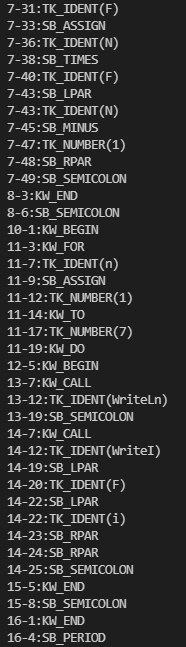 7-31:TK_IDENT(F)
7-33:SB_ASSIGN
7-36:TK_IDENT(N)
7-38:SB_TIMES
7-40:TK_IDENT(F)
7-43:SB_LPAR
7-43:TK_IDENT(N)
7-45:SB_MINUS
7-47:TK_NUMBER(1)
7-48:SB_RPAR
7-49:SB_SEMICOLON
8-3:KW_END
8-6:SB_SEMICOLON
10-1:KW_BEGIN
11-3:KW_FOR
11-7:TK_IDENT(n)
11-9:SB_ASSIGN
11-12:TK_NUMBER(1)
11-14:KW_TO
11-17:TK_NUMBER(7)
11-19:KW_DO
12-5:KW_BEGIN
13-7:KW_CALL
13-12:TK_IDENT(WriteLn)
13-19:SB_SEMICOLON
14-7:KW_CALL
14-12:TK_IDENT(WriteI)
14-19:SB_LPAR
14-20:TK_IDENT(F)
14-22:SB_LPAR
14-22:TK_IDENT(i)
14-23:SB_RPAR
14-24:SB_RPAR
14-25:SB_SEMICOLON
15-5:KW_END
15-8:SB_SEMICOLON
16-1:KW_END
16-4:SB_PERIOD